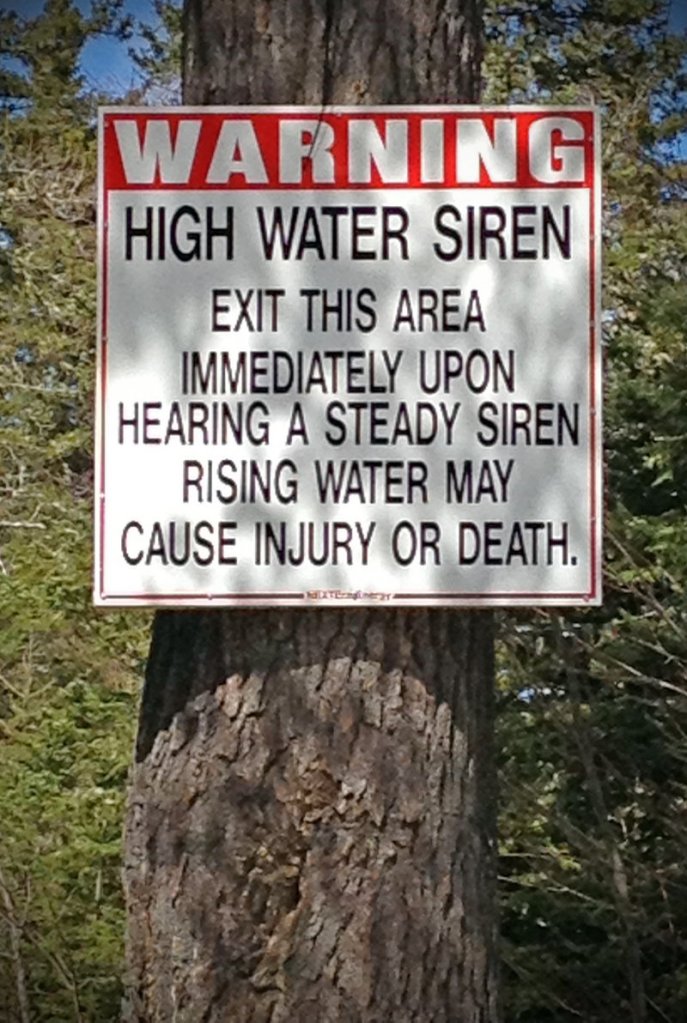 WARNING
HIGH WATER SIREN
EXIT THIS AREA
IMMEDIATELY UPON
HEARING A STEADY SIREN
RISING WATER MAY
CAUSE INJURY OR DEATH.